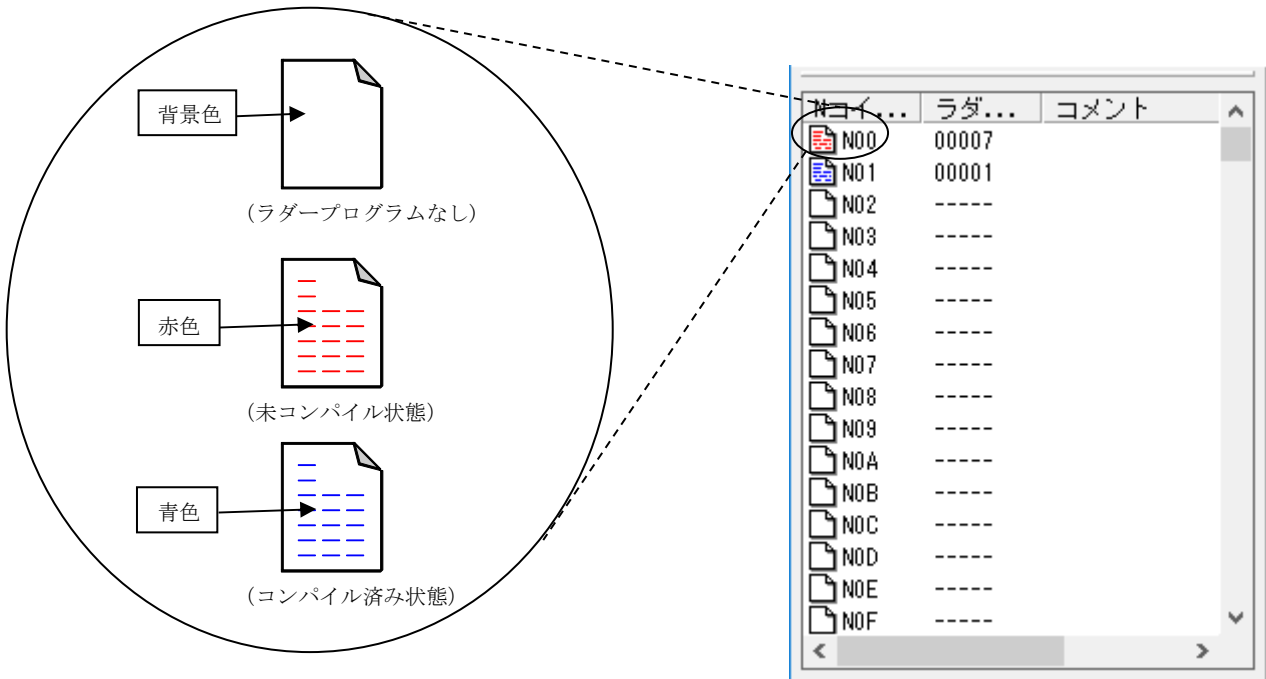 背景色
(ラダープログラムなし)
赤色
(未コンパイル状態)
青色
(コンパイル済み状態)
Nコイ... ラダ... コメント
N00 00007
N01 00001
N02 -----
N03 -----
N04 -----
N05 -----
N06 -----
N07 -----
N08 -----
N09 -----
N0A -----
N0B -----
N0C -----
N0D -----
N0E -----
N0F -----